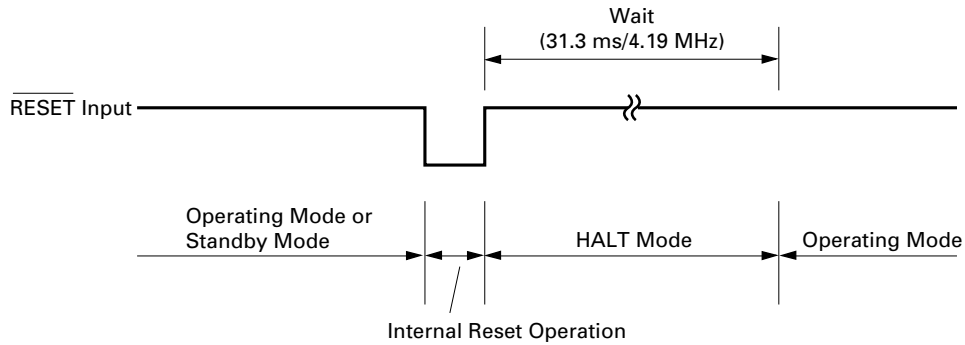 Wait
(31.3 ms/4.19 MHz)
RESET Input
Operating Mode or
Standby Mode
HALT Mode
Operating Mode
Internal Reset Operation